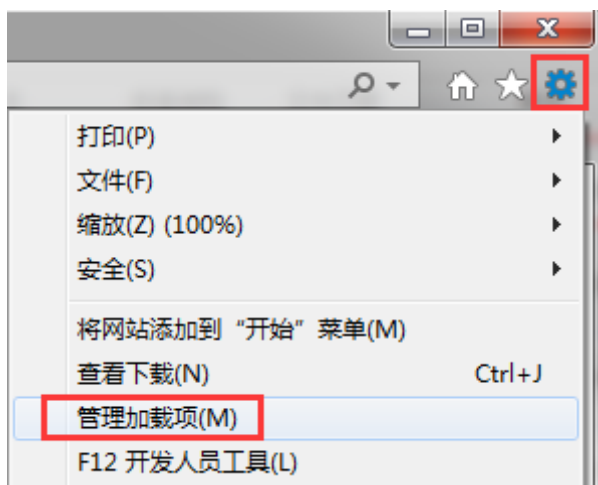 打印(P)
文件(F)
缩放(Z) (100%)
安全(S)
将网站添加到“开始”菜单(M)
查看下载(N) Ctrl+J
管理加载项(M)
F12 开发人员工具(L)